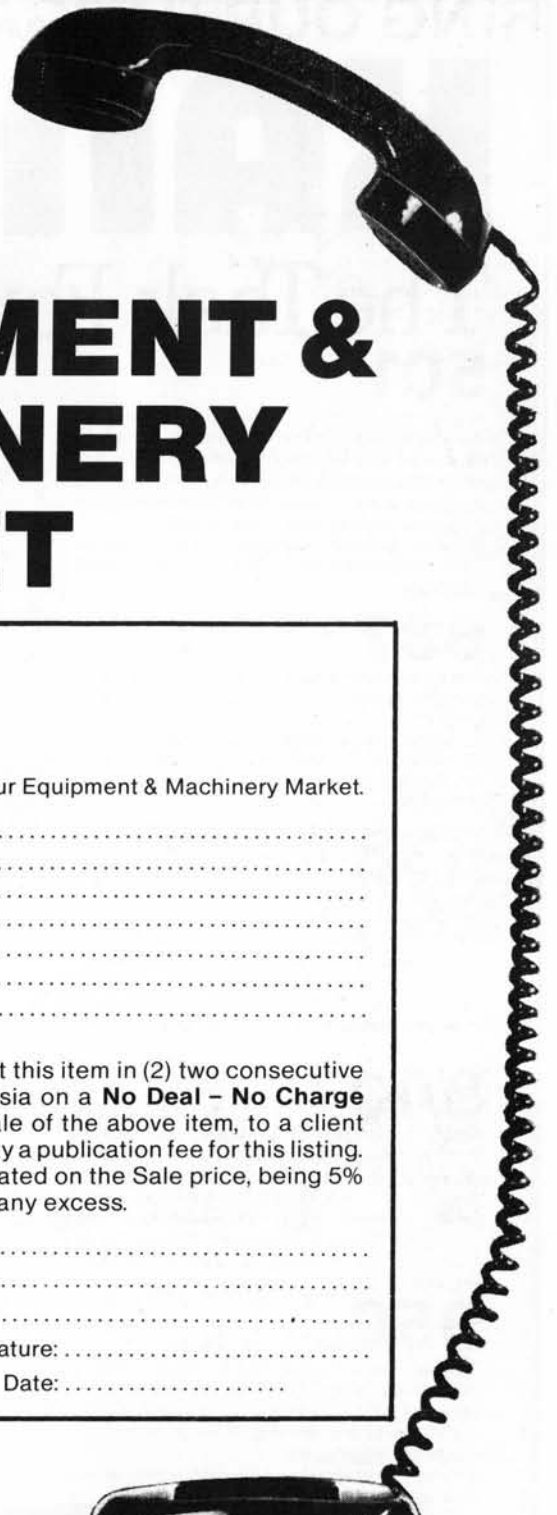 MENT &
NERY
T
ur Equipment & Machinery Market.
t this item in (2) two consecutive
sia on a No Deal – No Charge
le of the above item, to a client
y a publication fee for this listing.
ated on the Sale price, being 5%
any excess.
ature:
Date: